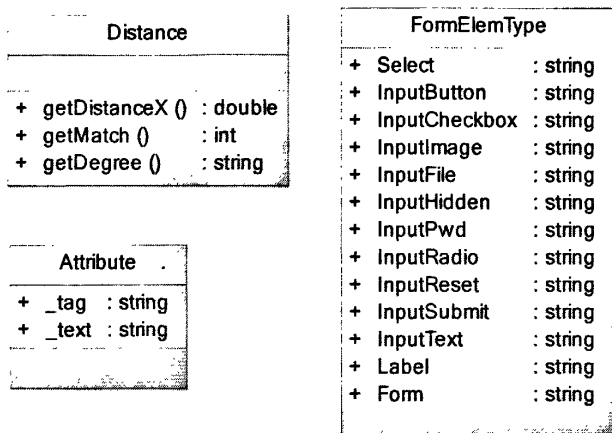 Distance
+ getDistanceX () : double
+ getMatch () : int
+ getDegree () : string
Attribute
+ _tag : string
+ _text : string
FormElemType
+ Select : string
+ InputButton : string
+ InputCheckbox : string
+ InputImage : string
+ InputFile : string
+ InputHidden : string
+ InputPwd : string
+ InputRadio : string
+ InputReset : string
+ InputSubmit : string
+ InputText : string
+ Label : string
+ Form : string